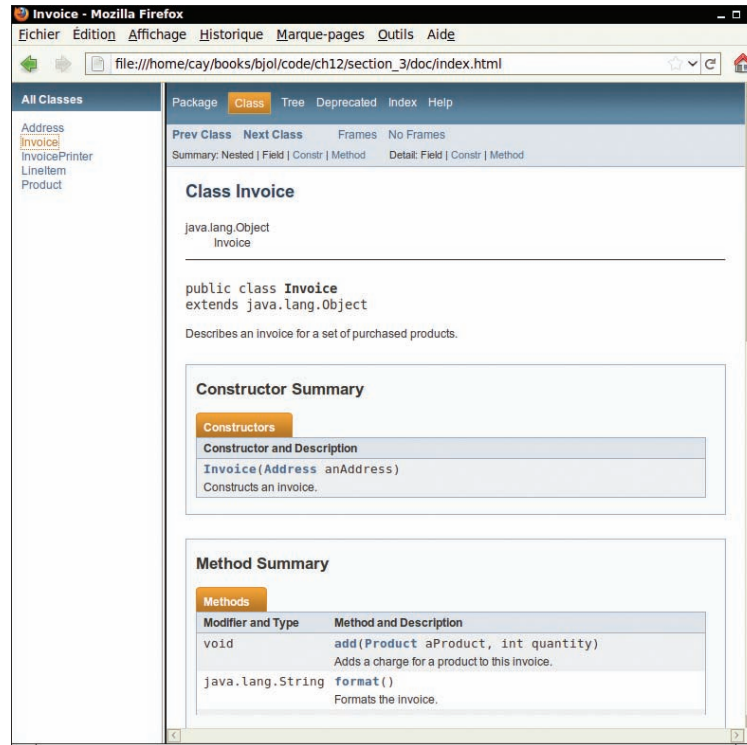 Invoice - Mozilla Firefox
Fichier Édition Affichage Historique Marque-pages Outils Aide
file:///home/cay/books/bjol/code/ch12/section_3/doc/index.html
All Classes
Address
Invoice
InvoicePrinter
LineItem
Product
Package Class Tree Deprecated Index Help
Prev Class Next Class Frames No Frames
Summary: Nested | Field | Constr | Method Detail: Field | Constr | Method
Class Invoice
java.lang.Object
Invoice
public class Invoice
extends java.lang.Object
Describes an invoice for a set of purchased products.
Constructor Summary
Constructors
Constructor and Description
Invoice(Address anAddress)
Constructs an invoice.
Method Summary
Methods
Modifier and Type Method and Description
void add(Product aProduct, int quantity)
Adds a charge for a product to this invoice.
java.lang.String format()
Formats the invoice.